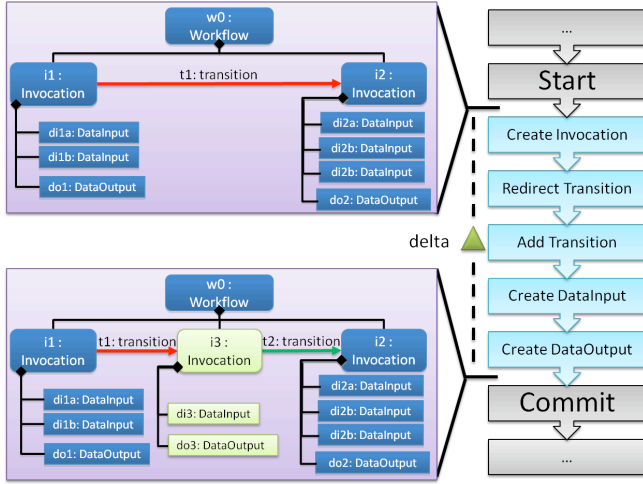 w0 :
Workflow
i1 :
Invocation
t1: transition
i2 :
Invocation
di1a: DataInput
di1b: DataInput
do1: DataOutput
di2a: DataInput
di2b: DataInput
di2b: DataInput
do2: DataOutput
w0 :
Workflow
i1 :
Invocation
t1: transition
i3 :
Invocation
t2: transition
i2 :
Invocation
di1a: DataInput
di1b: DataInput
do1: DataOutput
di3: DataInput
do3: DataOutput
di2a: DataInput
di2b: DataInput
di2b: DataInput
do2: DataOutput
delta
...
Start
Create Invocation
Redirect Transition
Add Transition
Create DataInput
Create DataOutput
Commit
...